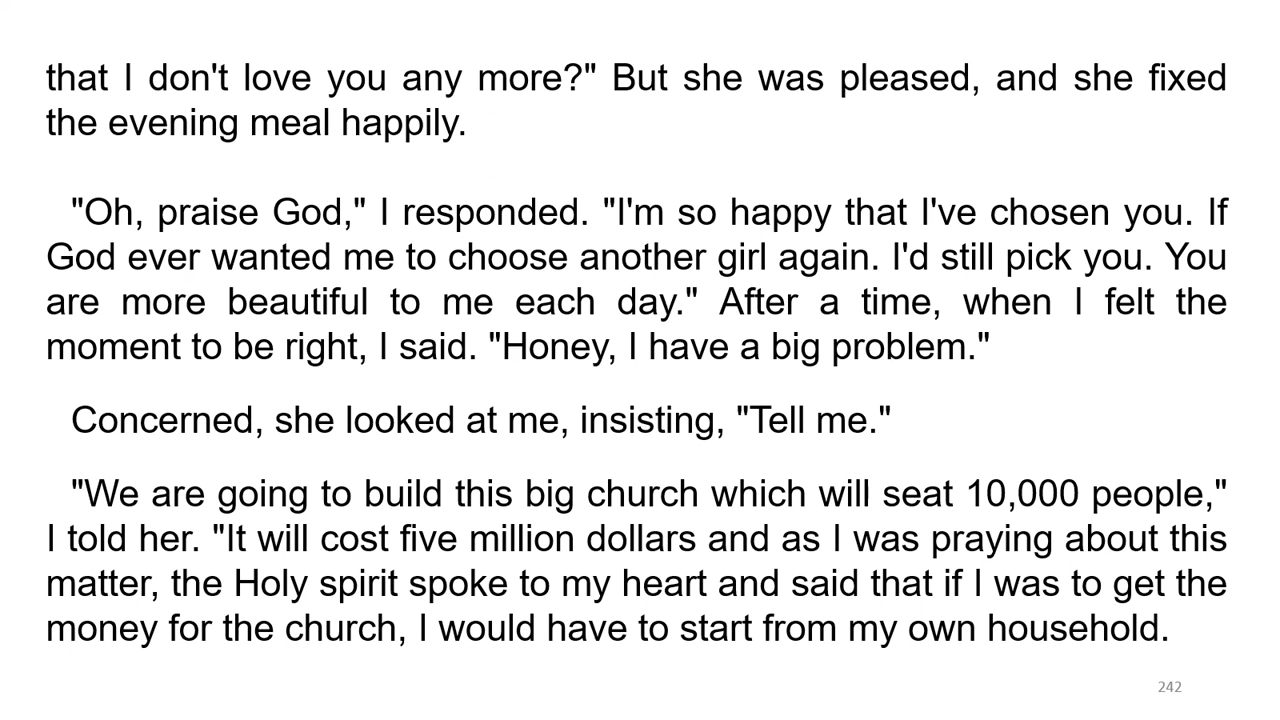 that I don't love you any more?" But she was pleased, and she fixed
the evening meal happily.
"Oh, praise God," I responded. "I'm so happy that I've chosen you. If
God ever wanted me to choose another girl again. I'd still pick you. You
are more beautiful to me each day." After a time, when I felt the
moment to be right, I said. "Honey, I have a big problem."
Concerned, she looked at me, insisting, "Tell me."
"We are going to build this big church which will seat 10,000 people,"
I told her. "It will cost five million dollars and as I was praying about this
matter, the Holy spirit spoke to my heart and said that if I was to get the
money for the church, I would have to start from my own household.
242